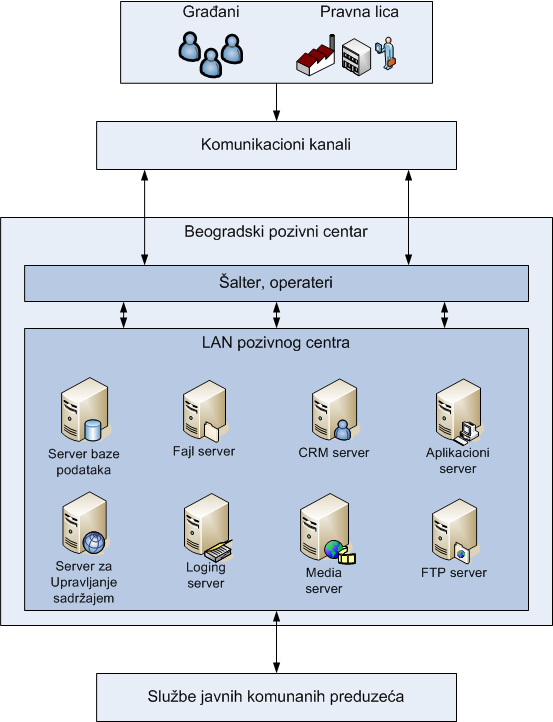 Građani
Pravna lica
Komunikacioni kanali
Beogradski pozivni centar
Šalter, operateri
LAN pozivnog centra
Server baze
podataka
Fajl server
CRM server
Aplikacioni
server
Server za
Upravljanje
sadržajem
Loging
server
Media
server
FTP server
Službe javnih komunanih preduzeća